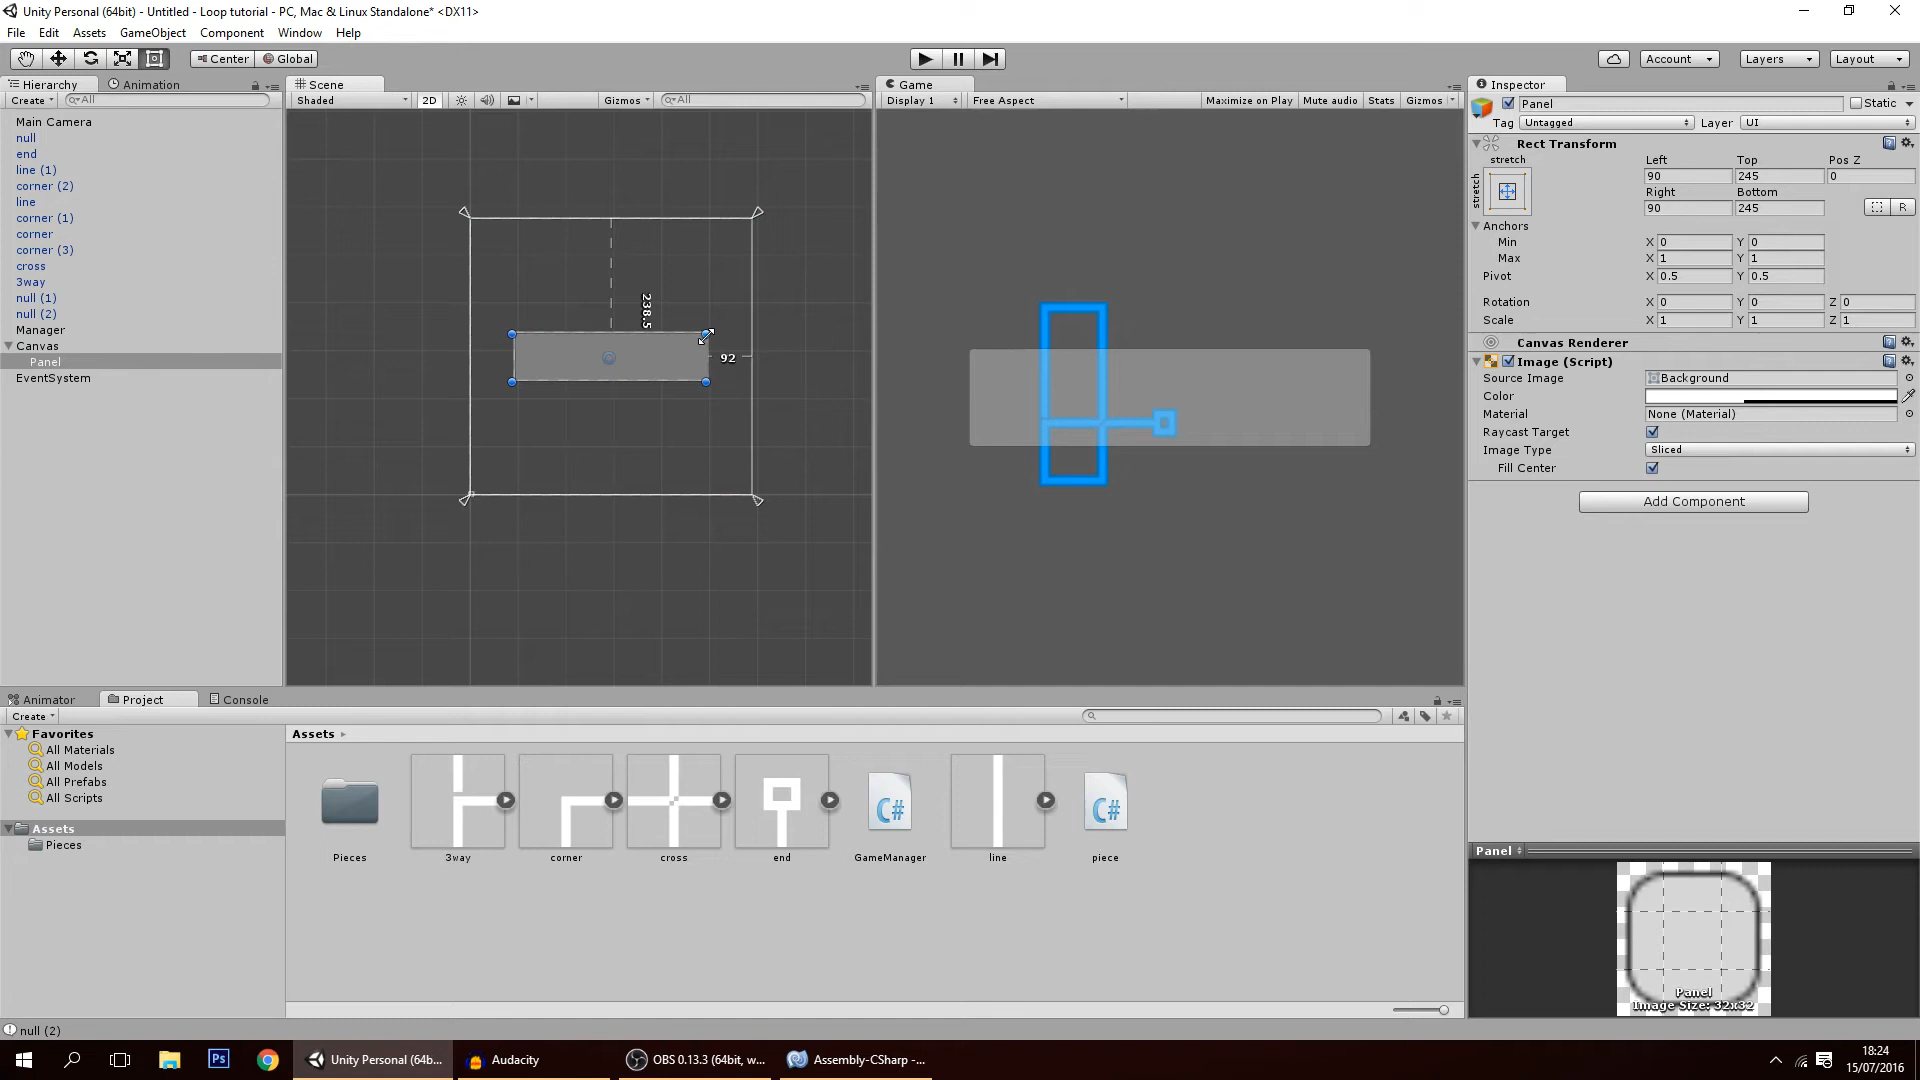 Unity Personal (64bit) - Untitled - Loop tutorial - PC, Mac & Linux Standalone* <DX11>
File Edit Assets GameObject Component Window Help
Center Global Account Layers Layout
Hierarchy Animation Scene Game Inspector
Create All Shaded 2D Gizmos All Display 1 Free Aspect Maximize on Play Mute audio Stats Gizmos Panel Static
Tag Untagged Layer UI
Main Camera
null
end
line (1)
corner (2)
line
corner (1)
corner
corner (3)
cross
3way
null (1)
null (2)
Manager
Canvas
Panel
EventSystem
238.5
92
Rect Transform
stretch Left Top Pos Z
stretch 90 245 0
Right Bottom
90 245 R
Anchors
Min X 0 Y 0
Max X 1 Y 1
Pivot X 0.5 Y 0.5
Rotation X 0 Y 0 Z 0
Scale X 1 Y 1 Z 1
Canvas Renderer
Image (Script)
Source Image Background
Color
Material None (Material)
Raycast Target
Image Type Sliced
Fill Center
Add Component
Animator Project Console
Create
Favorites
All Materials
All Models
All Prefabs
All Scripts
Assets
Pieces
Assets
C# C#
Pieces 3way corner cross end GameManager line piece
Panel
Panel
Image Size: 32x32
null (2)
Ps Unity Personal (64b... Audacity OBS 0.13.3 (64bit, w... Assembly-CSharp -...
18:24
15/07/2016